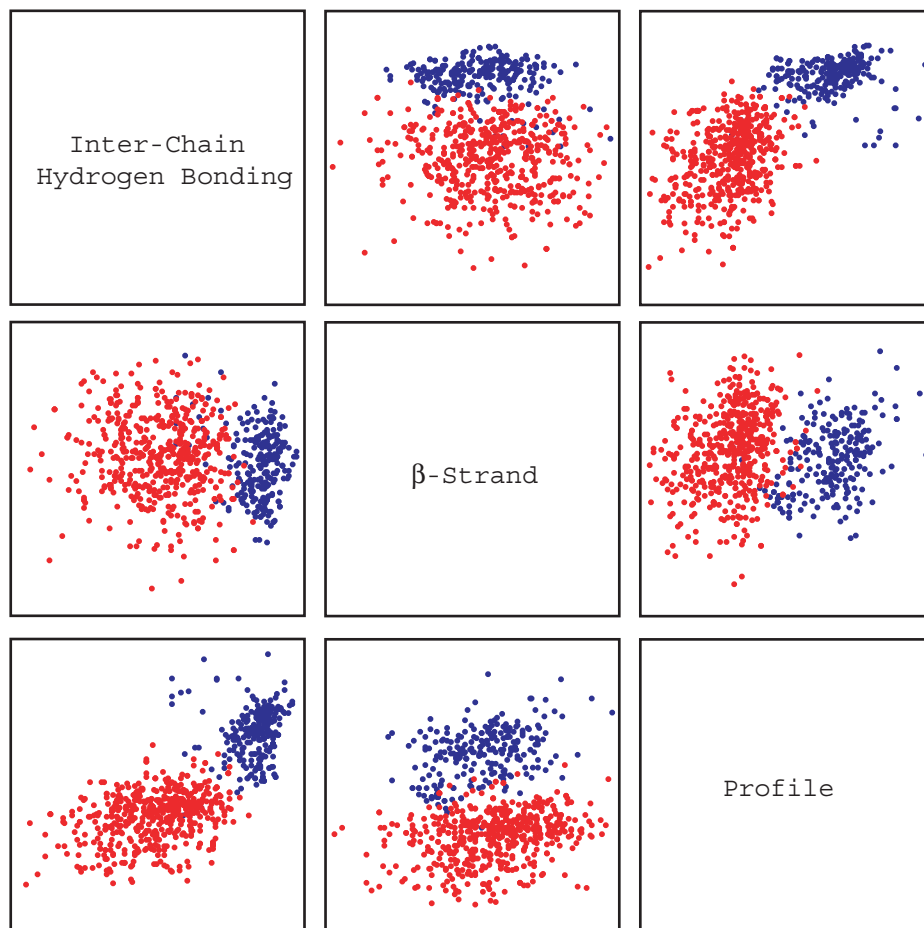 Inter-Chain
Hydrogen Bonding
β-Strand
Profile